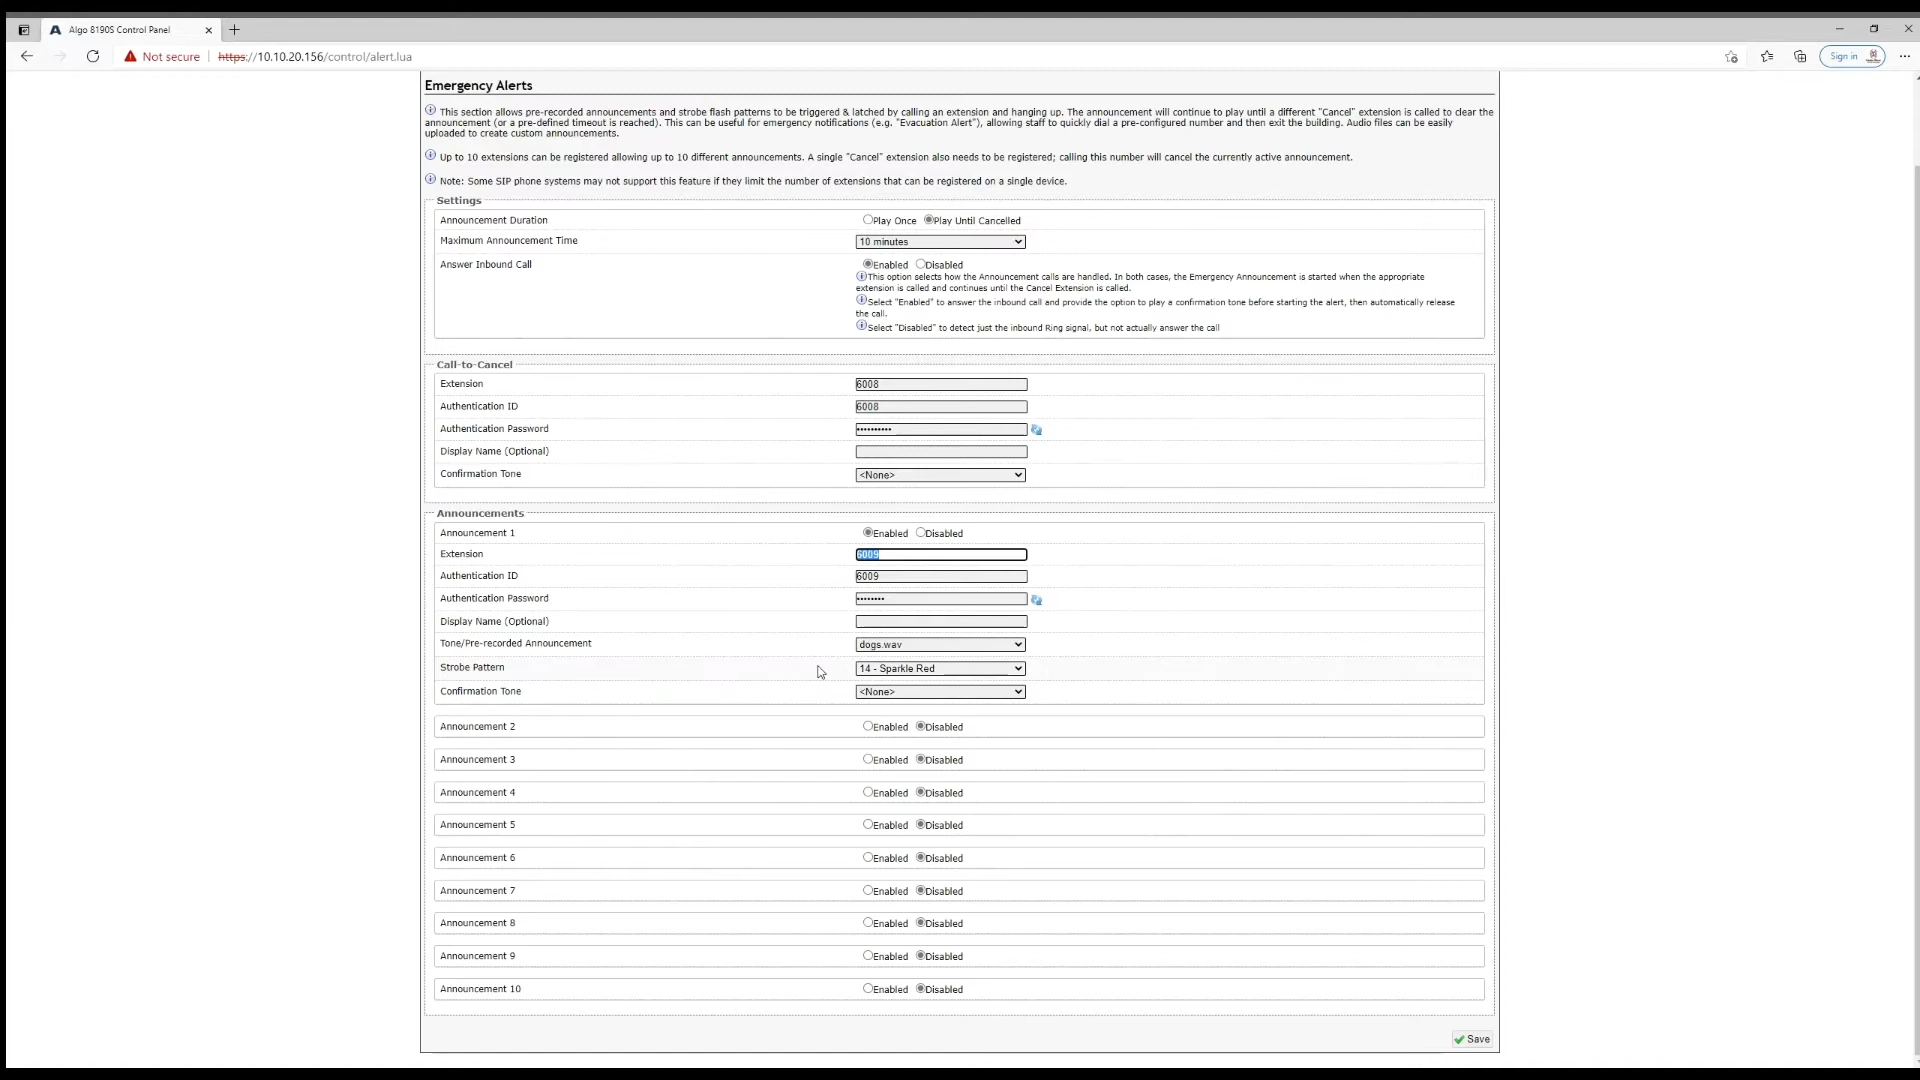 Algo 8190S Control Panel
Not secure | https://10.10.20.156/control/alert.lua
Sign in
Emergency Alerts
This section allows pre-recorded announcements and strobe flash patterns to be triggered & latched by calling an extension and hanging up. The announcement will continue to play until a different "Cancel" extension is called to clear the
announcement (or a pre-defined timeout is reached). This can be useful for emergency notifications (e.g. "Evacuation Alert"), allowing staff to quickly dial a pre-configured number and then exit the building. Audio files can be easily
uploaded to create custom announcements.
Up to 10 extensions can be registered allowing up to 10 different announcements. A single "Cancel" extension also needs to be registered; calling this number will cancel the currently active announcement.
Note: Some SIP phone systems may not support this feature if they limit the number of extensions that can be registered on a single device.
Settings
Announcement Duration Play Once Play Until Cancelled
Maximum Announcement Time 10 minutes
Answer Inbound Call Enabled Disabled
This option selects how the Announcement calls are handled. In both cases, the Emergency Announcement is started when the appropriate
extension is called and continues until the Cancel Extension is called.
Select "Enabled" to answer the inbound call and provide the option to play a confirmation tone before starting the alert, then automatically release
the call.
Select "Disabled" to detect just the inbound Ring signal, but not actually answer the call
Call-to-Cancel
Extension 6008
Authentication ID 6008
Authentication Password ••••••••••
Display Name (Optional)
Confirmation Tone <None>
Announcements
Announcement 1 Enabled Disabled
Extension 6009
Authentication ID 6009
Authentication Password ••••••••
Display Name (Optional)
Tone/Pre-recorded Announcement dogs.wav
Strobe Pattern 14 - Sparkle Red
Confirmation Tone <None>
Announcement 2 Enabled Disabled
Announcement 3 Enabled Disabled
Announcement 4 Enabled Disabled
Announcement 5 Enabled Disabled
Announcement 6 Enabled Disabled
Announcement 7 Enabled Disabled
Announcement 8 Enabled Disabled
Announcement 9 Enabled Disabled
Announcement 10 Enabled Disabled
Save